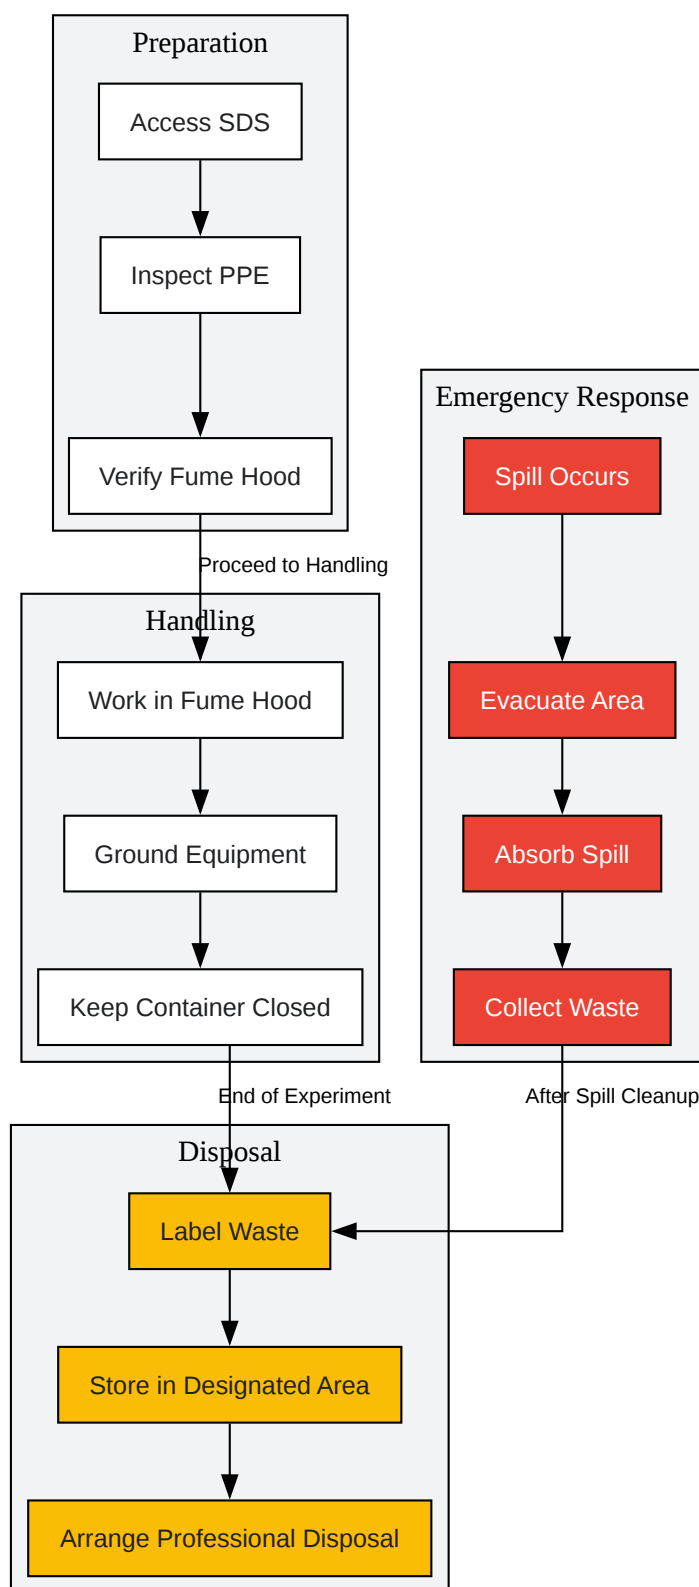 Preparation
Access SDS
Inspect PPE
Verify Fume Hood
Proceed to Handling
Handling
Work in Fume Hood
Ground Equipment
Keep Container Closed
End of Experiment
Emergency Response
Spill Occurs
Evacuate Area
Absorb Spill
Collect Waste
After Spill Cleanup
Disposal
Label Waste
Store in Designated Area
Arrange Professional Disposal